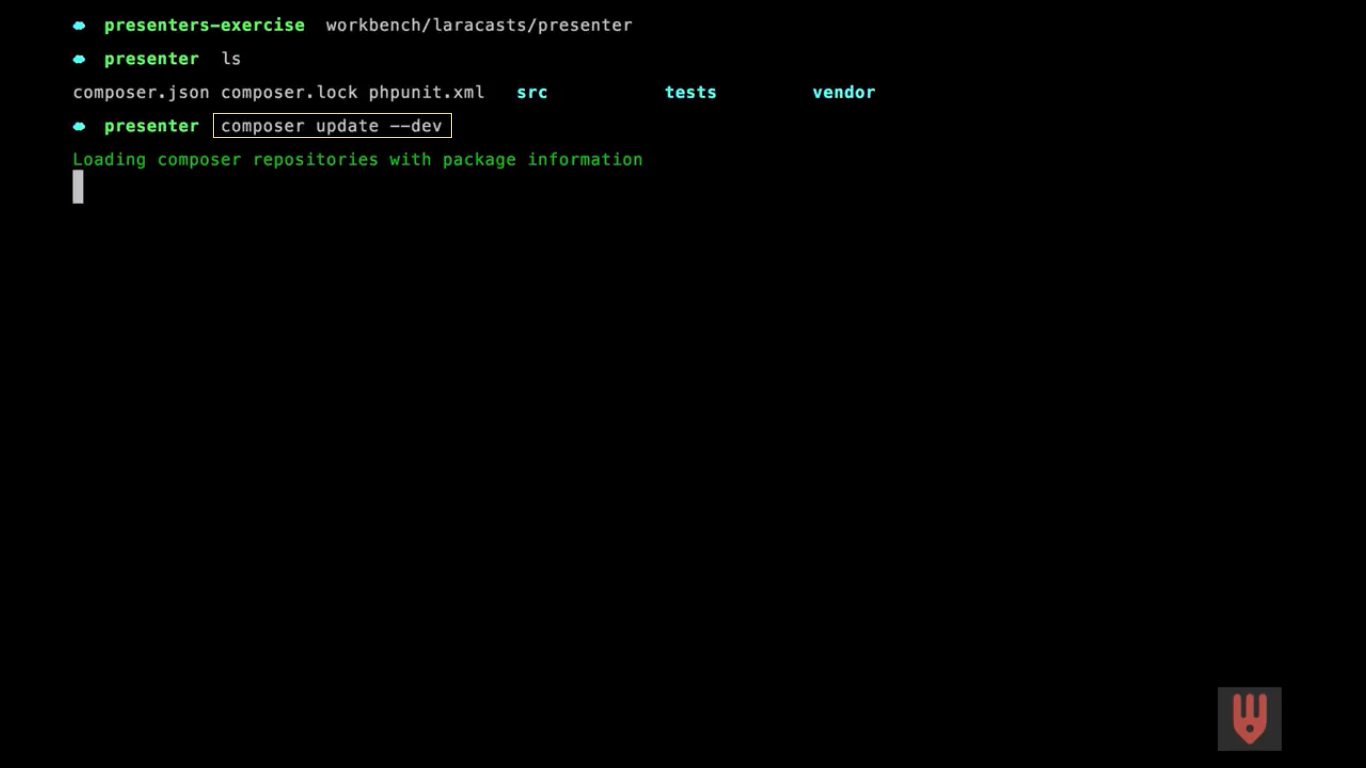 presenters-exercise workbench/laracasts/presenter
presenter ls
composer.json composer.lock phpunit.xml src tests vendor
presenter composer update --dev
Loading composer repositories with package information